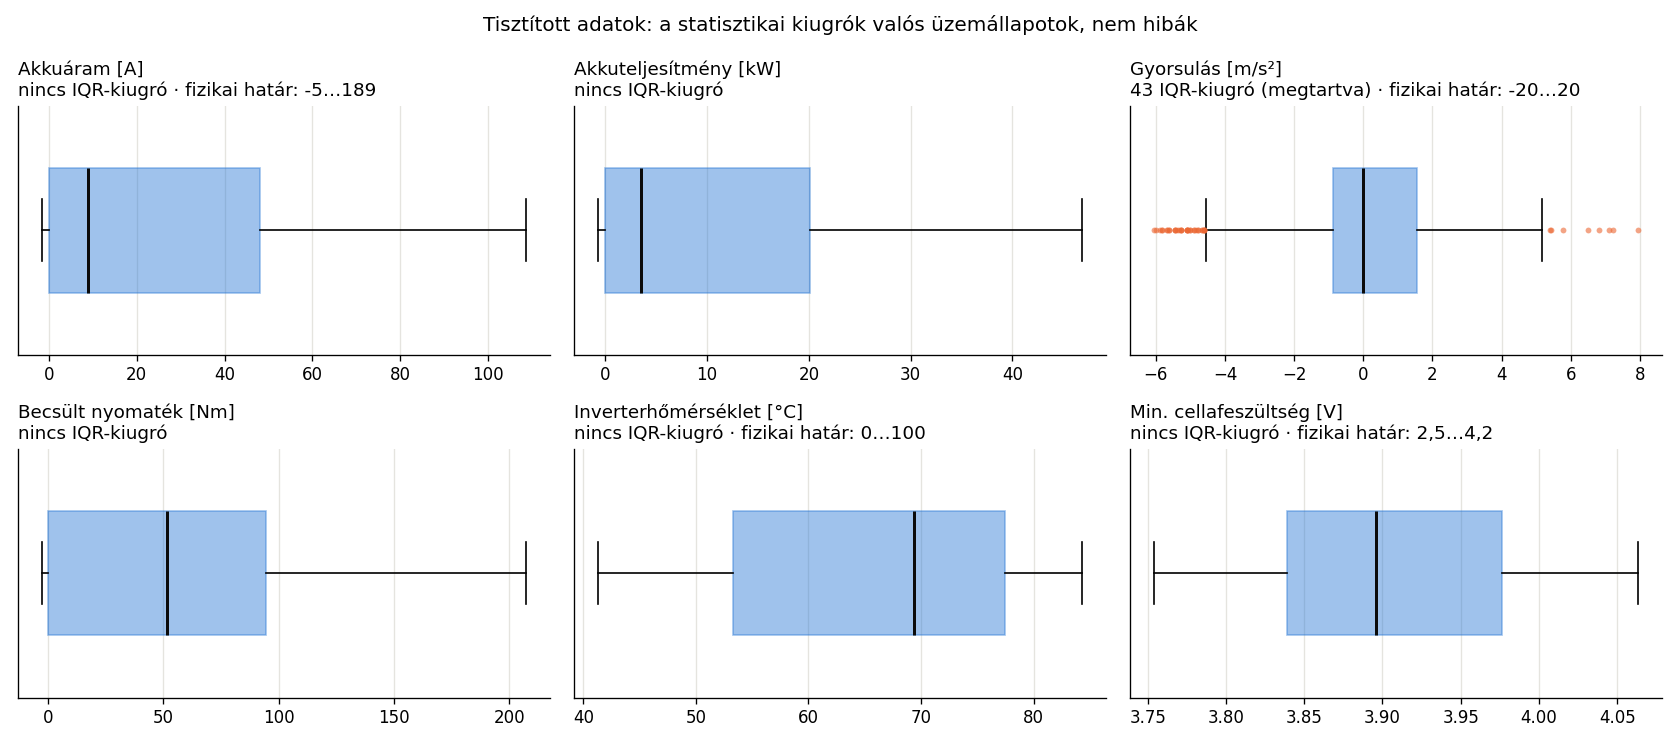 Tisztított adatok: a statisztikai kiugrók valós üzemállapotok, nem hibák
Akkuáram [A]
nincs IQR-kiugró · fizikai határ: -5…189
0 20 40 60 80 100
Akkuteljesítmény [kW]
nincs IQR-kiugró
0 10 20 30 40
Gyorsulás [m/s²]
43 IQR-kiugró (megtartva) · fizikai határ: -20…20
−6 −4 −2 0 2 4 6 8
Becsült nyomaték [Nm]
nincs IQR-kiugró
0 50 100 150 200
Inverterhőmérséklet [°C]
nincs IQR-kiugró · fizikai határ: 0…100
40 50 60 70 80
Min. cellafeszültség [V]
nincs IQR-kiugró · fizikai határ: 2,5…4,2
3.75 3.80 3.85 3.90 3.95 4.00 4.05